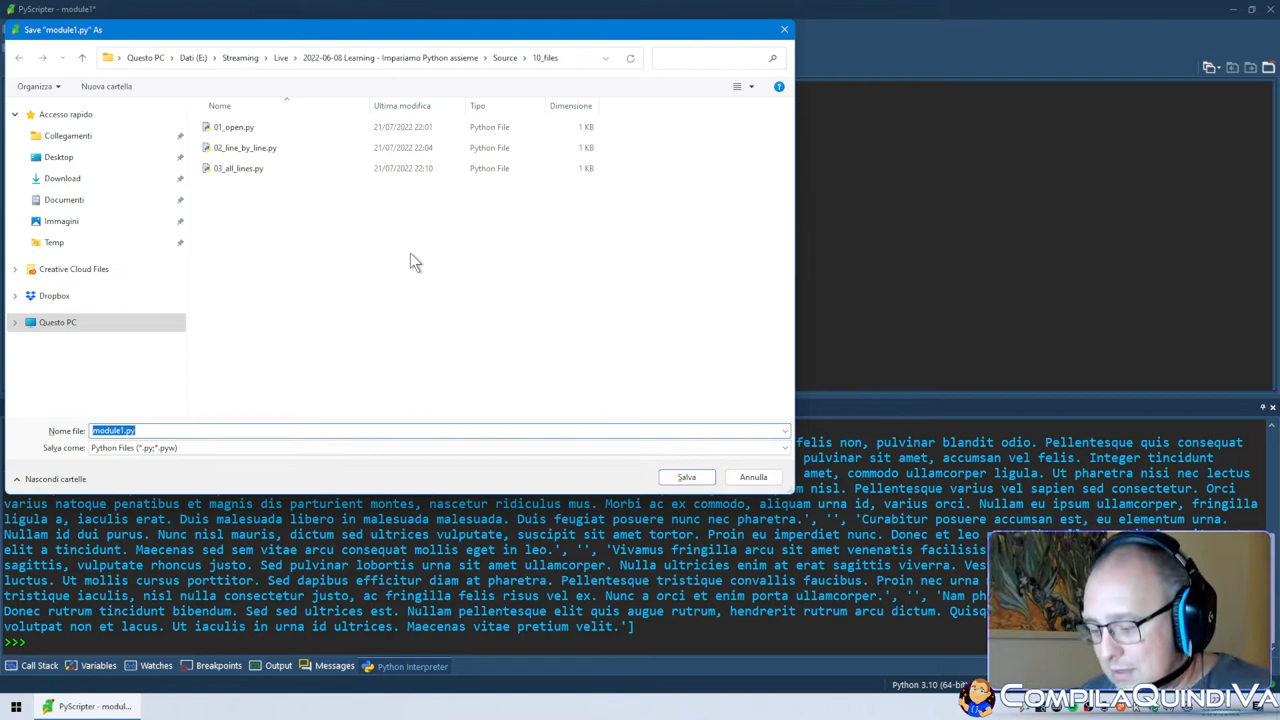 PyScripter - module1*
Save "module1.py" As
Questo PC > Dati (E:) > Streaming > Live > 2022-06-08 Learning - Impariamo Python assieme > Source > 10_files
Organizza
Nuova cartella
Nome
Ultima modifica
Tipo
Dimensione
Accesso rapido
01_open.py
21/07/2022 22:01
Python File
1 KB
Collegamenti
02_line_by_line.py
21/07/2022 22:04
Python File
1 KB
Desktop
03_all_lines.py
21/07/2022 22:10
Python File
1 KB
Download
Documenti
Immagini
Temp
Creative Cloud Files
Dropbox
Questo PC
Nome file:
module1.py
Salva come:
Python Files (*.py;*.pyw)
Nascondi cartelle
Salva
Annulla
felis non, pulvinar blandit odio. Pellentesque quis consequat
pulvinar sit amet, accumsan vel felis. Integer tincidunt
amet, commodo ullamcorper ligula. Ut pharetra nisi nec lectus
nisl. Pellentesque varius vel sapien sed consectetur. Orci
varius natoque penatibus et magnis dis parturient montes, nascetur ridiculus mus. Morbi ac ex commodo, aliquam urna id, varius orci. Nullam eu ipsum ullamcorper, fringilla
ligula a, iaculis erat. Duis malesuada libero in malesuada malesuada. Duis feugiat posuere nunc nec pharetra.', '', 'Curabitur posuere accumsan est, eu elementum urna.
Nullam id dui purus. Nunc nisl mauris, dictum sed ultrices vulputate, suscipit sit amet tortor. Proin eu imperdiet nunc. Donec et leo
elit a tincidunt. Maecenas sed sem vitae arcu consequat mollis eget in leo.', '', 'Vivamus fringilla arcu sit amet venenatis facilisis
sagittis, vulputate rhoncus justo. Sed pulvinar lobortis urna sit amet ullamcorper. Nulla ultricies enim at erat sagittis viverra.
luctus. Ut mollis cursus porttitor. Sed dapibus efficitur diam at pharetra. Pellentesque tristique convallis faucibus. Proin nec urna
tristique iaculis, nisl nulla consectetur justo, ac fringilla felis risus vel ex. Nunc a orci et enim porta ullamcorper.', '', 'Nam
Donec rutrum tincidunt bibendum. Sed sed ultrices est. Nullam pellentesque elit quis augue rutrum, hendrerit rutrum arcu dictum.
volutpat non et lacus. Ut iaculis in urna id ultrices. Maecenas vitae pretium velit.']
>>>
Call Stack
Variables
Watches
Breakpoints
Output
Messages
Python Interpreter
Python 3.10 (64-bit
PyScripter - modul...
COMPILAQUINDIVA